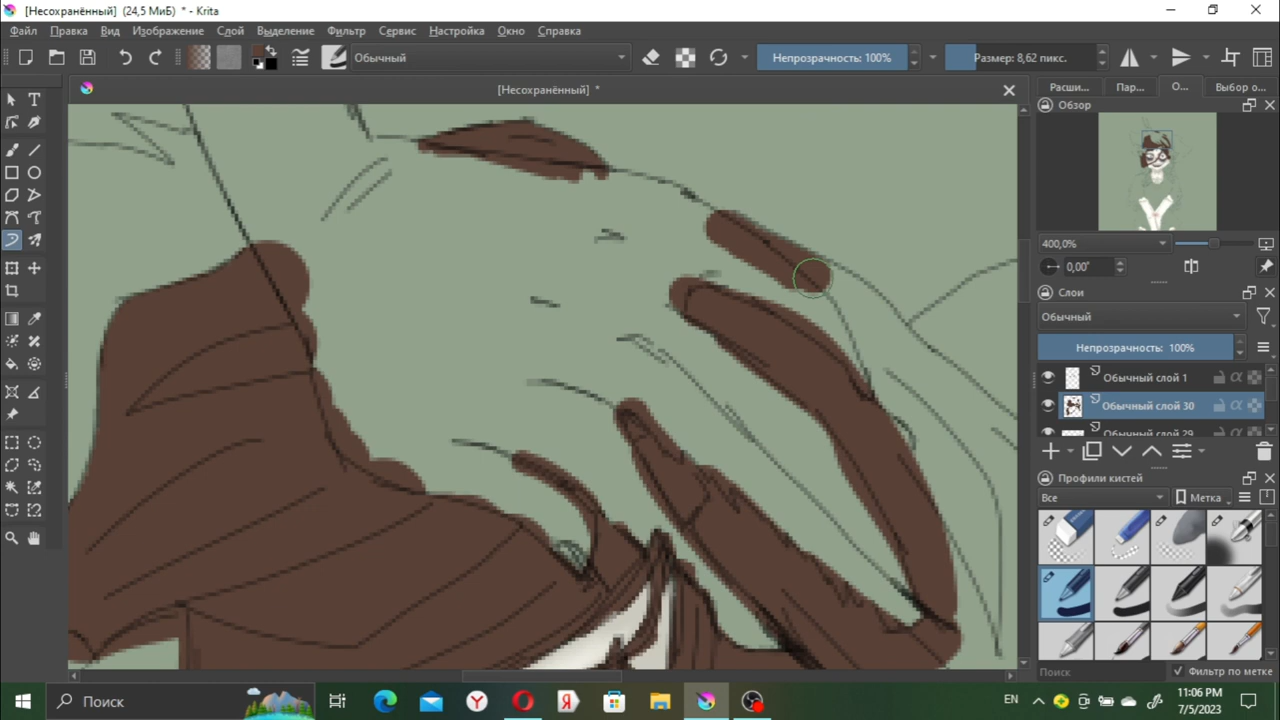 [Несохранённый] (24,5 МиБ) * - Krita
Файл Правка Вид Изображение Слой Выделение Фильтр Сервис Настройка Окно Справка
Обычный
Непрозрачность: 100%
Размер: 8,62 пикс.
[Несохранённый] *
Расши... Пар... О... Выбор о...
Обзор
400,0%
0,00°
Слои
Обычный
Непрозрачность: 100%
Обычный слой 1
Обычный слой 30
Обычный слой 29
Профили кистей
Все
Метка
Поиск
Фильтр по метке
Поиск
EN
11:06 PM
7/5/2023